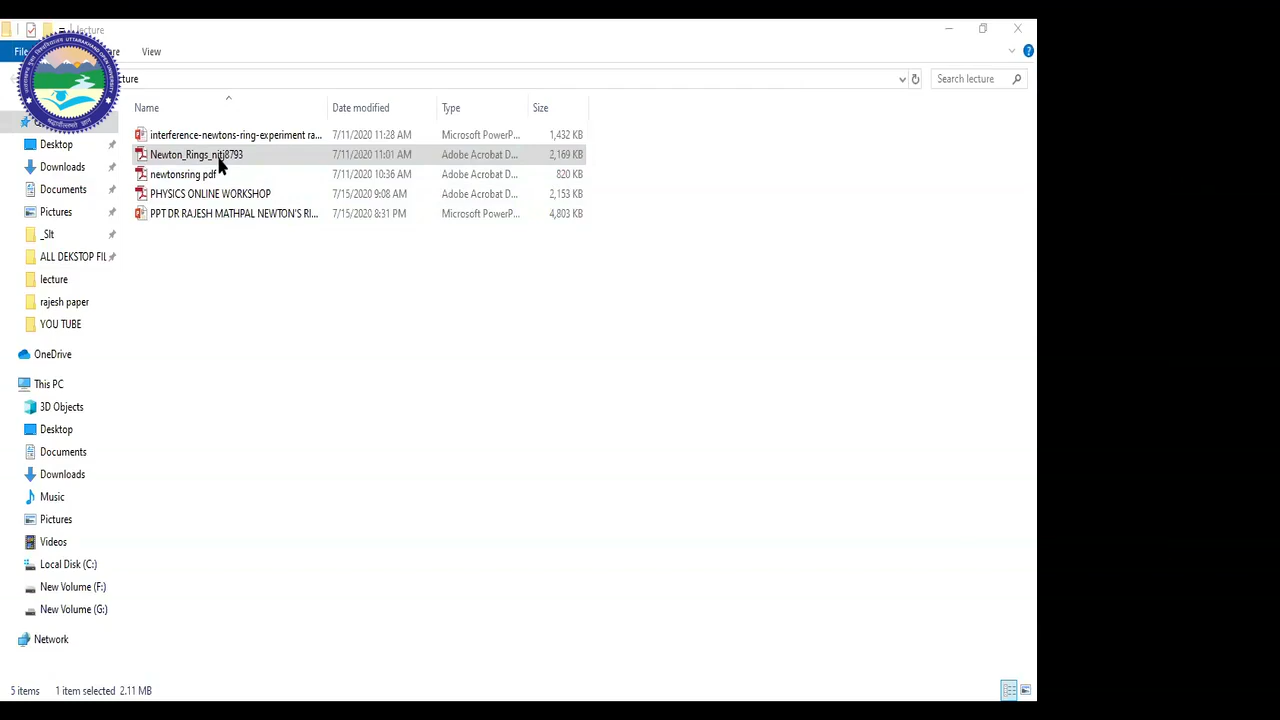 lecture
File
View
cture
Search lecture
Name Date modified Type Size
interference-newtons-ring-experiment ra... 7/11/2020 11:28 AM Microsoft PowerP... 1,432 KB
Newton_Rings_nitj8793 7/11/2020 11:01 AM Adobe Acrobat D... 2,169 KB
newtonsring pdf 7/11/2020 10:36 AM Adobe Acrobat D... 820 KB
PHYSICS ONLINE WORKSHOP 7/15/2020 9:08 AM Adobe Acrobat D... 2,153 KB
PPT DR RAJESH MATHPAL NEWTON'S RI... 7/15/2020 8:31 PM Microsoft PowerP... 4,803 KB
Desktop
Downloads
Documents
Pictures
_Slt
ALL DEKSTOP FIL
lecture
rajesh paper
YOU TUBE
OneDrive
This PC
3D Objects
Desktop
Documents
Downloads
Music
Pictures
Videos
Local Disk (C:)
New Volume (F:)
New Volume (G:)
Network
5 items 1 item selected 2.11 MB